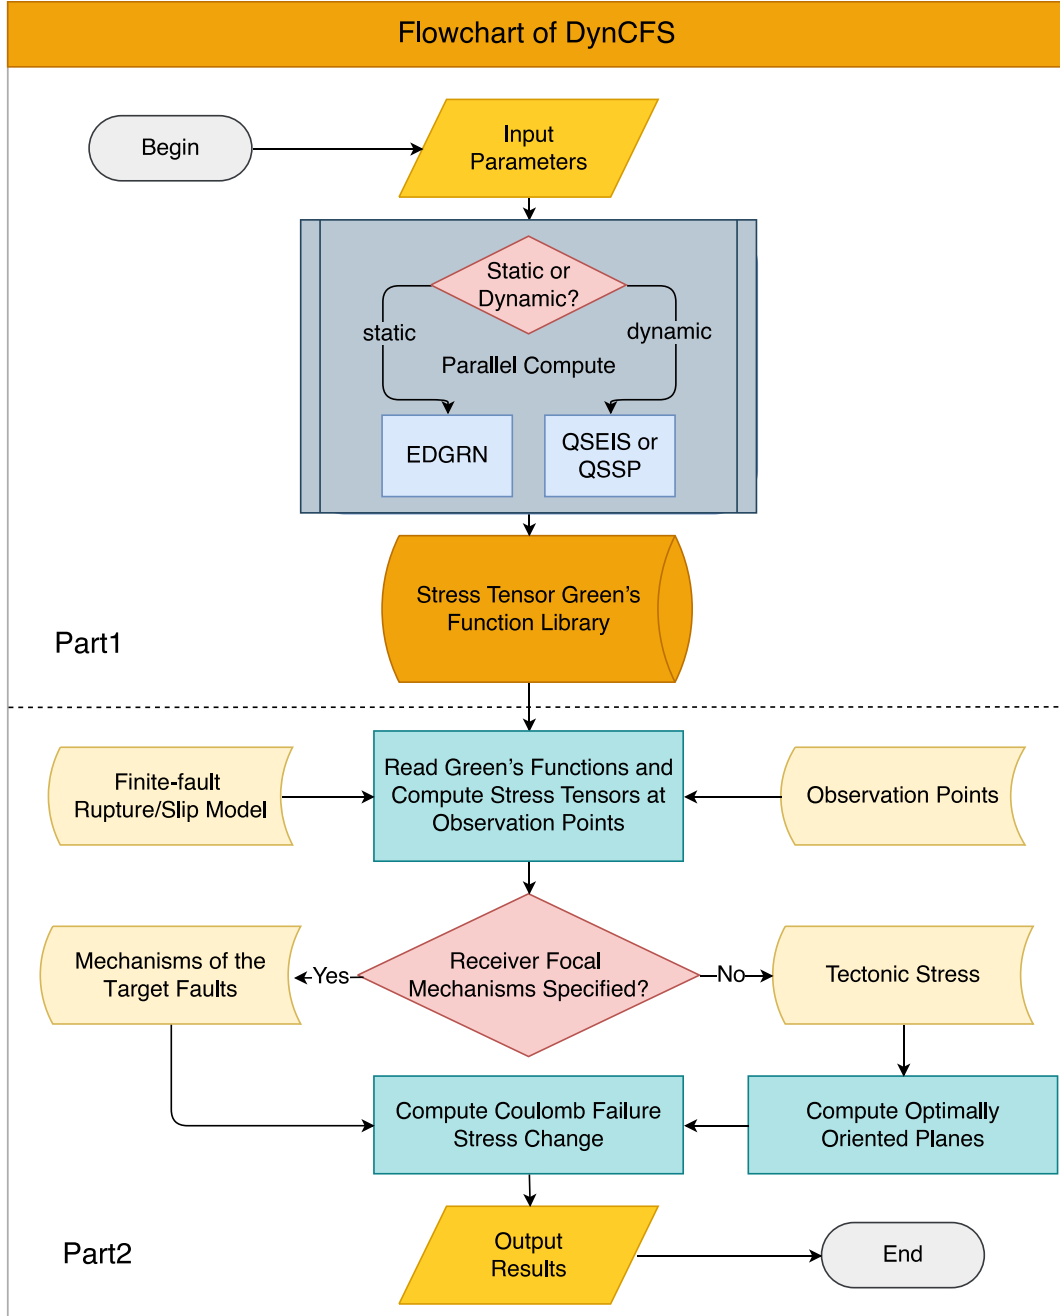 Flowchart of DynCFS
Begin
Input
Parameters
Static or
Dynamic?
static
dynamic
Parallel Compute
EDGRN
QSEIS or
QSSP
Stress Tensor Green's
Function Library
Part1
Finite-fault
Rupture/Slip Model
Read Green's Functions and
Compute Stress Tensors at
Observation Points
Observation Points
Mechanisms of the
Target Faults
Yes
Receiver Focal
Mechanisms Specified?
No
Tectonic Stress
Compute Coulomb Failure
Stress Change
Compute Optimally
Oriented Planes
Part2
Output
Results
End